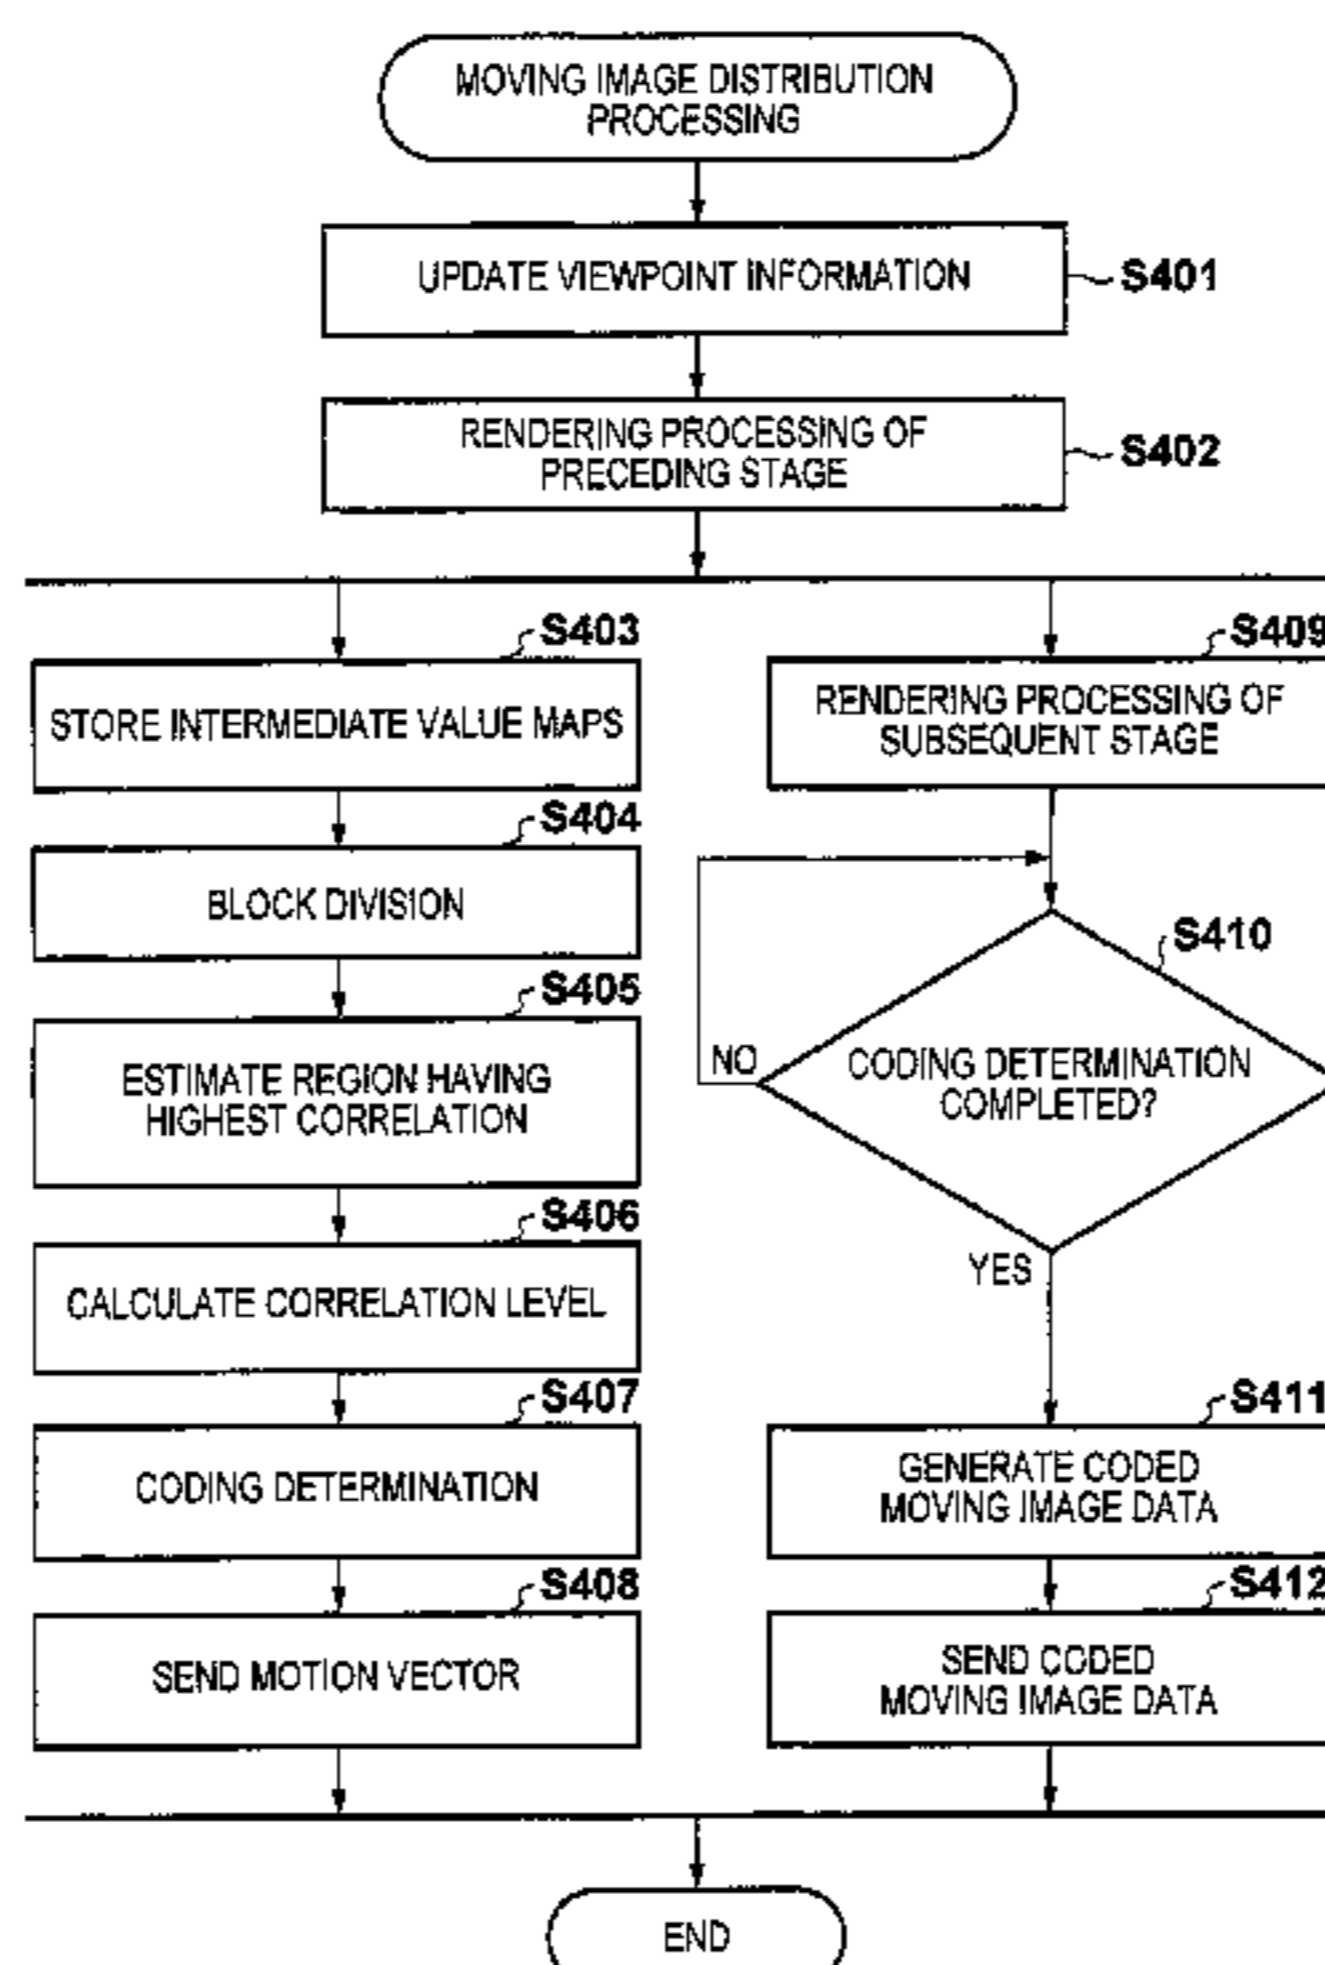 MOVING IMAGE DISTRIBUTION
PROCESSING
UPDATE VIEWPOINT INFORMATION
S401
RENDERING PROCESSING OF
PRECEDING STAGE
S402
S403
STORE INTERMEDIATE VALUE MAPS
S404
BLOCK DIVISION
S405
ESTIMATE REGION HAVING
HIGHEST CORRELATION
S406
CALCULATE CORRELATION LEVEL
S407
CODING DETERMINATION
S408
SEND MOTION VECTOR
S409
RENDERING PROCESSING OF
SUBSEQUENT STAGE
S410
CODING DETERMINATION
COMPLETED?
NO
YES
S411
GENERATE CODED
MOVING IMAGE DATA
S412
SEND CODED
MOVING IMAGE DATA
END